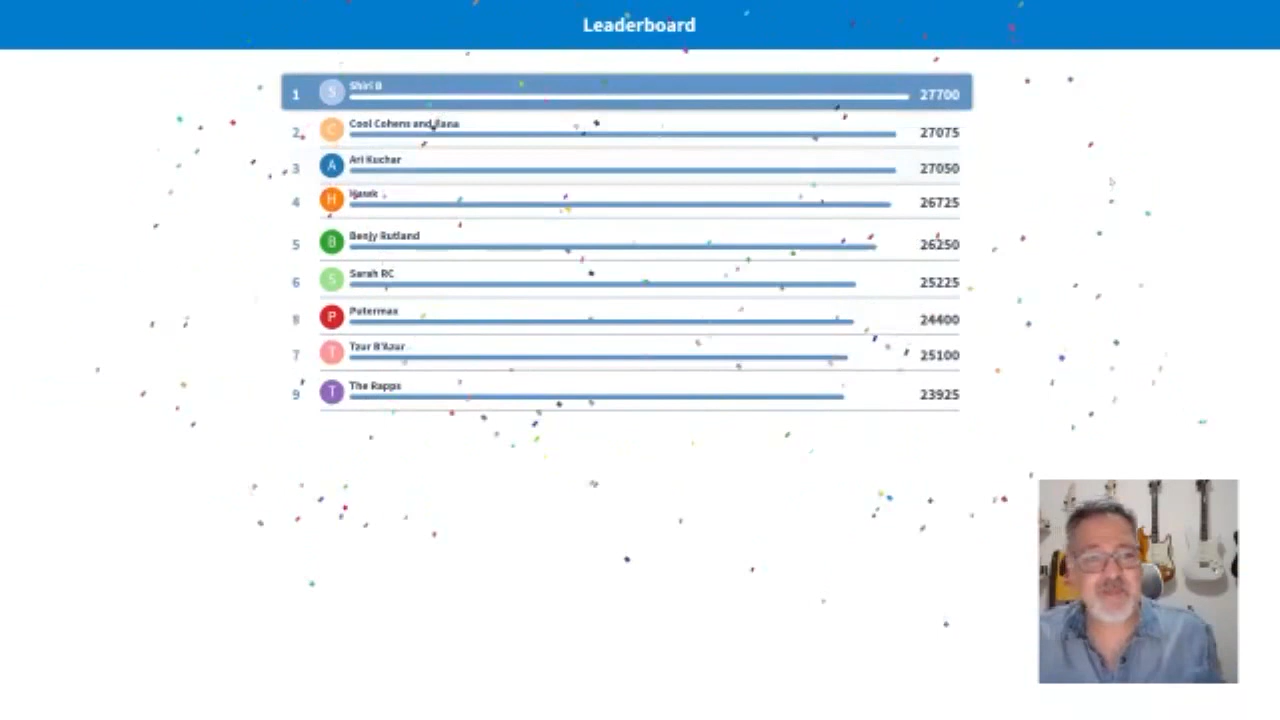 Leaderboard
1 S Shiri B 27700
2 C Cool Cohens and Ilana 27075
3 A Ari Kuchar 27050
4 H 26725
5 B Benjy Rutland 26250
6 S Sarah RC 25225
8 P Putermax 24400
7 T Tzur B'Azur 25100
9 T The Rapps 23925